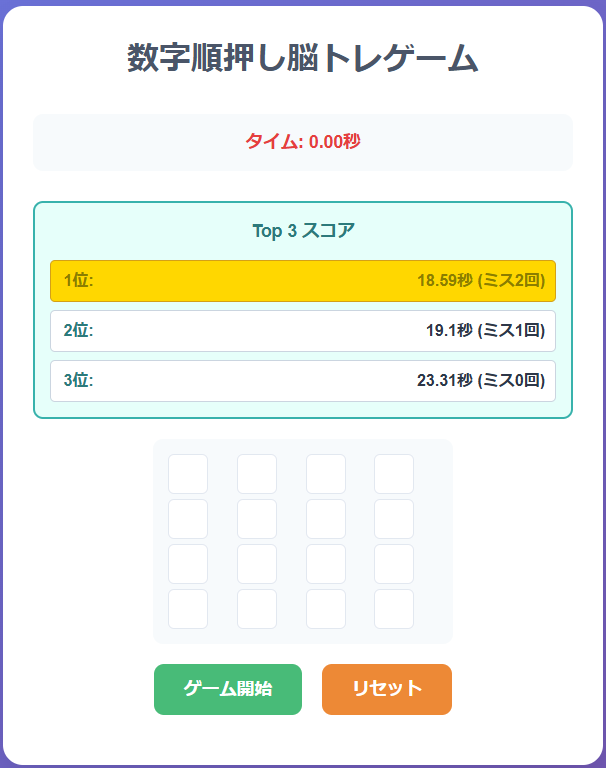 数字順押し脳トレゲーム
タイム: 0.00秒
Top 3 スコア
1位: 18.59秒 (ミス2回)
2位: 19.1秒 (ミス1回)
3位: 23.31秒 (ミス0回)
ゲーム開始 リセット